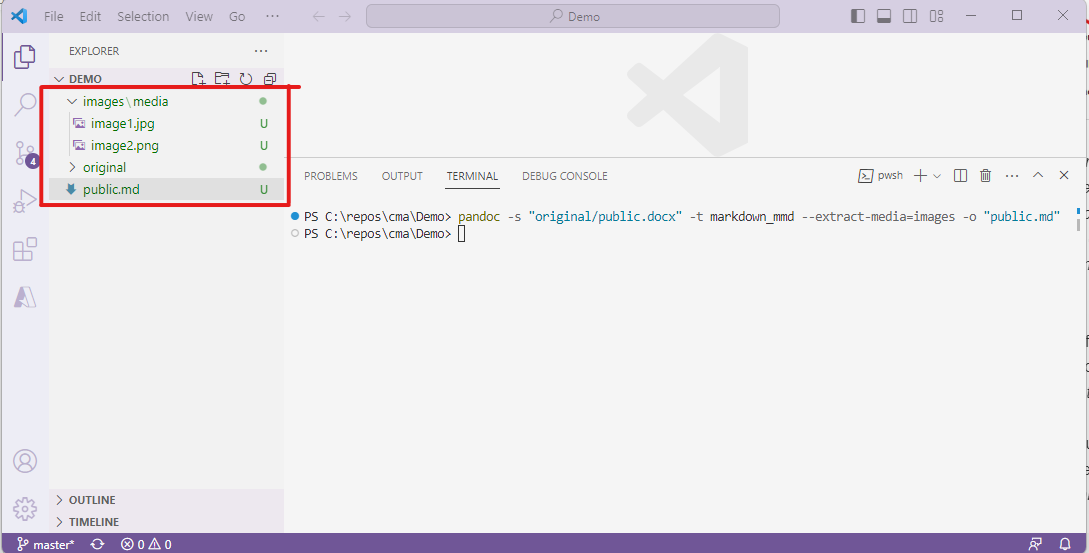 File Edit Selection View Go ··· Demo
EXPLORER ···
DEMO
images\media
image1.jpg U
image2.png U
original
public.md U
4
OUTLINE
TIMELINE
PROBLEMS OUTPUT TERMINAL DEBUG CONSOLE pwsh ···
PS C:\repos\cma\Demo> pandoc -s "original/public.docx" -t markdown_mmd --extract-media=images -o "public.md"
PS C:\repos\cma\Demo>
master* 0 0